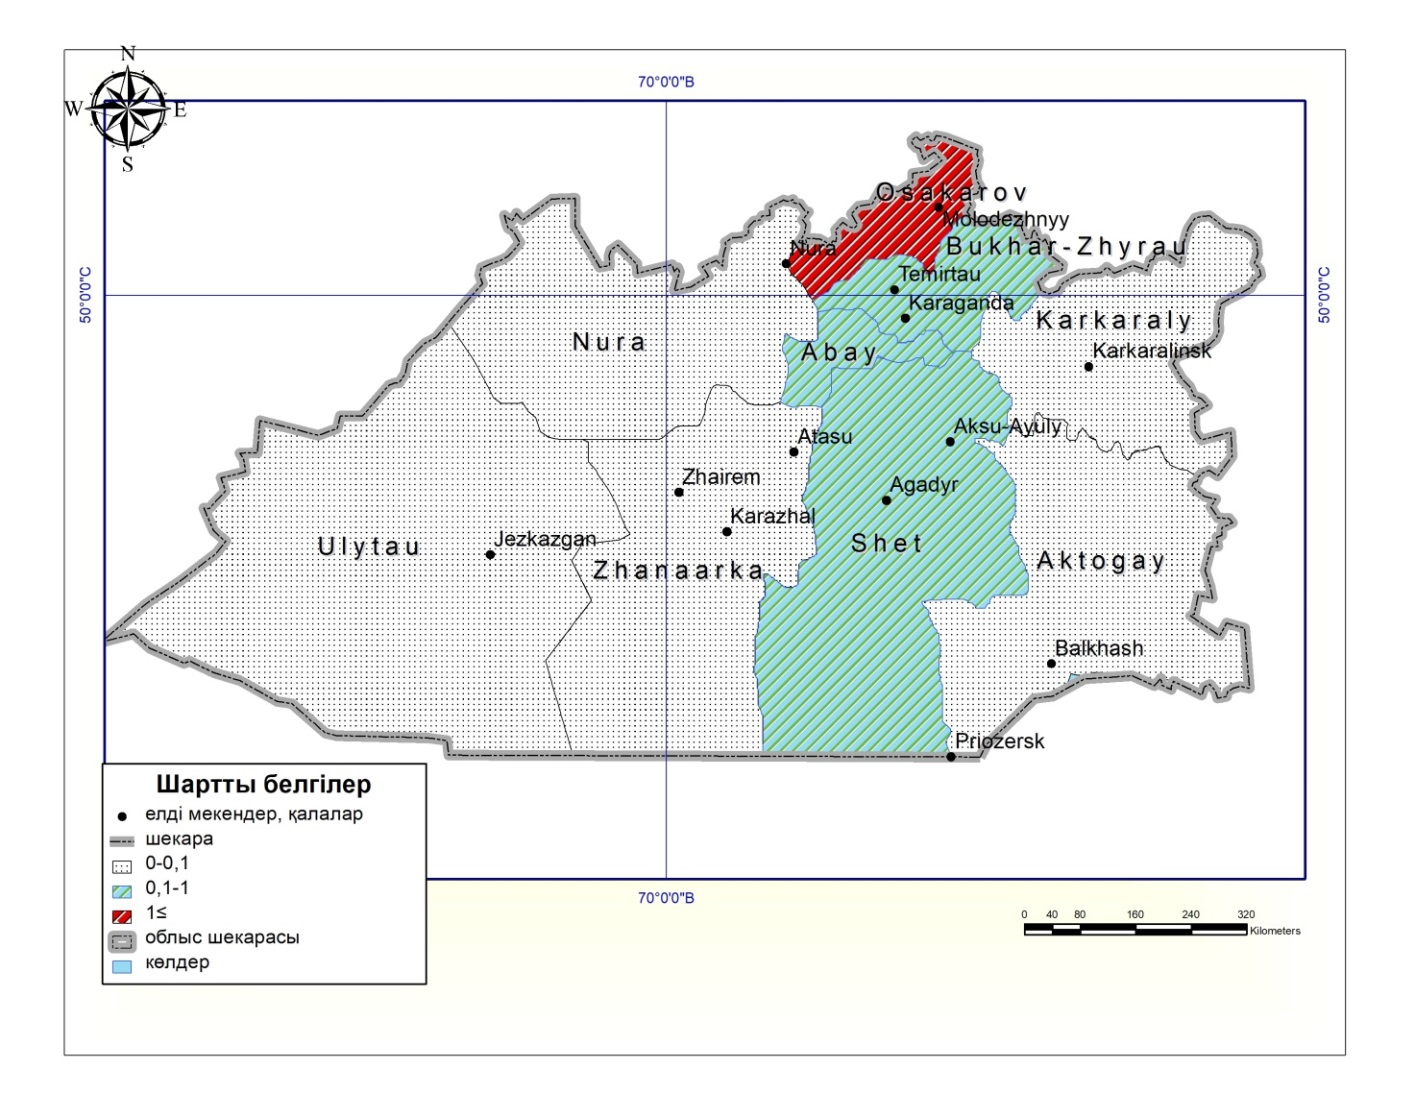 N
70°0'0"B
W E
S
Osakarov
Molodezhnyy
Nura
Bukhar-Zhyrau
Temirtau
50°0'0"C
50°0'0"C
Karaganda
Karkaraly
Nura
Abay
Karkaralinsk
Atasu
Aksu-Ayuly
Zhairem
Agadyr
Karazhal
Ulytau
Jezkazgan
Shet
Zhanaarka
Aktogay
Balkhash
Priozersk
Шартты белгілер
елді мекендер, қалалар
шекара
0-0,1
0,1-1
1≤
облыс шекарасы
көлдер
70°0'0"B
0 40 80 160 240 320
Kilometers